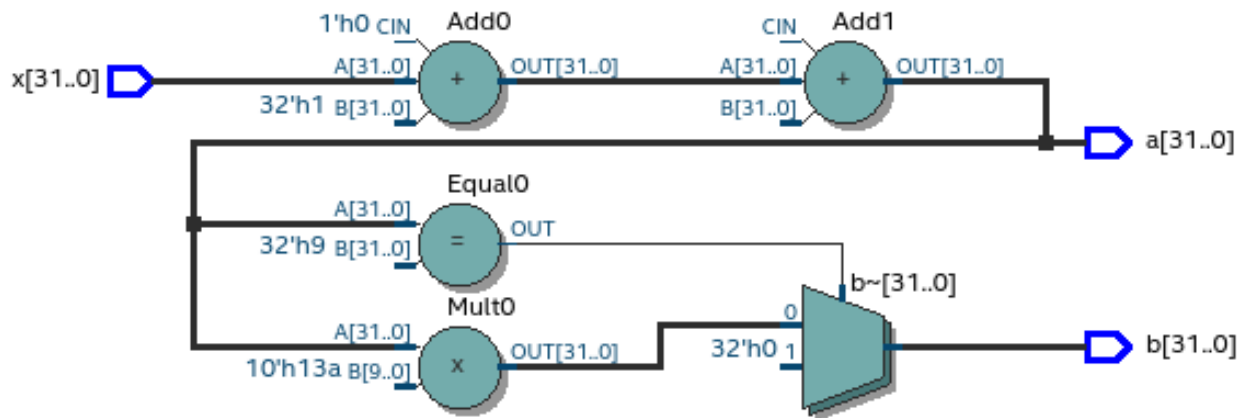 Add0
Add1
1'h0 CIN
CIN
x[31..0]
A[31..0]
+
OUT[31..0]
A[31..0]
+
OUT[31..0]
32'h1 B[31..0]
B[31..0]
a[31..0]
Equal0
A[31..0]
=
OUT
32'h9 B[31..0]
b~[31..0]
Mult0
0
A[31..0]
x
OUT[31..0]
32'h0 1
b[31..0]
10'h13a B[9..0]